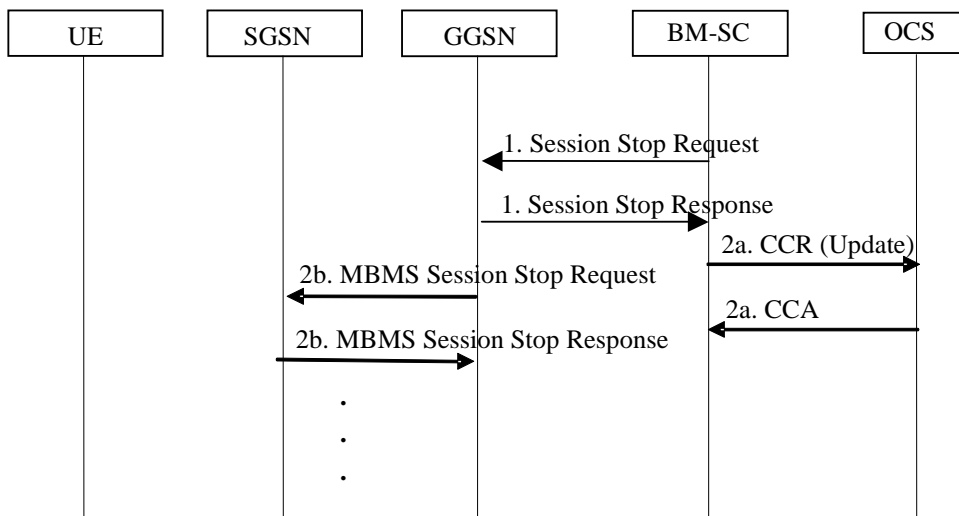 UE SGSN GGSN BM-SC OCS
1. Session Stop Request
1. Session Stop Response
2a. CCR (Update)
2b. MBMS Session Stop Request
2a. CCA
2b. MBMS Session Stop Response